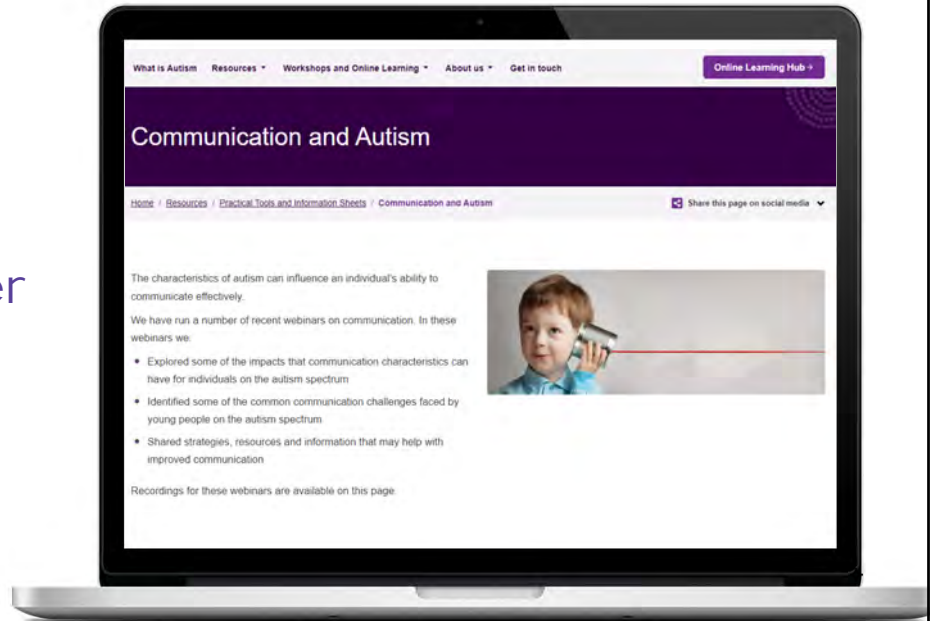 What is Autism Resources Workshops and Online Learning About us Get in touch Online Learning Hub
Communication and Autism
Home / Resources / Practical Tools and Information Sheets / Communication and Autism Share this page on social media
er
The characteristics of autism can influence an individual's ability to
communicate effectively.
We have run a number of recent webinars on communication. In these
webinars we:
• Explored some of the impacts that communication characteristics can
have for individuals on the autism spectrum
• Identified some of the common communication challenges faced by
young people on the autism spectrum
• Shared strategies, resources and information that may help with
improved communication
Recordings for these webinars are available on this page.